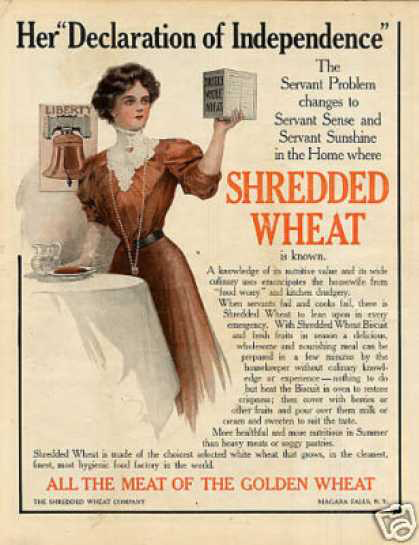 Her "Declaration of Independence"
The
Servant Problem
changes to
Servant Sense and
Servant Sunshine
in the Home where
LIBERTY
SHREDDED
WHOLE
WHEAT
SHREDDED
WHEAT
is known.
A knowledge of its nutritive value and its wide
culinary uses emancipates the housewife from
"food worry" and kitchen drudgery.
When servants fail and cooks fail, there is
Shredded Wheat to lean upon in every
emergency. With Shredded Wheat Biscuit
and fresh fruits in season a delicious,
wholesome and nourishing meal can be
prepared in a few minutes by the
housekeeper without culinary knowl-
edge or experience—nothing to do
but heat the Biscuit in oven to restore
crispness; then cover with berries or
other fruits and pour over them milk or
cream and sweeten to suit the taste.
More healthful and more nutritious in Summer
than heavy meats or soggy pastries.
Shredded Wheat is made of the choicest selected white wheat that grows, in the cleanest,
finest, most hygienic food factory in the world.
ALL THE MEAT OF THE GOLDEN WHEAT
THE SHREDDED WHEAT COMPANY
NIAGARA FALLS, N. Y.